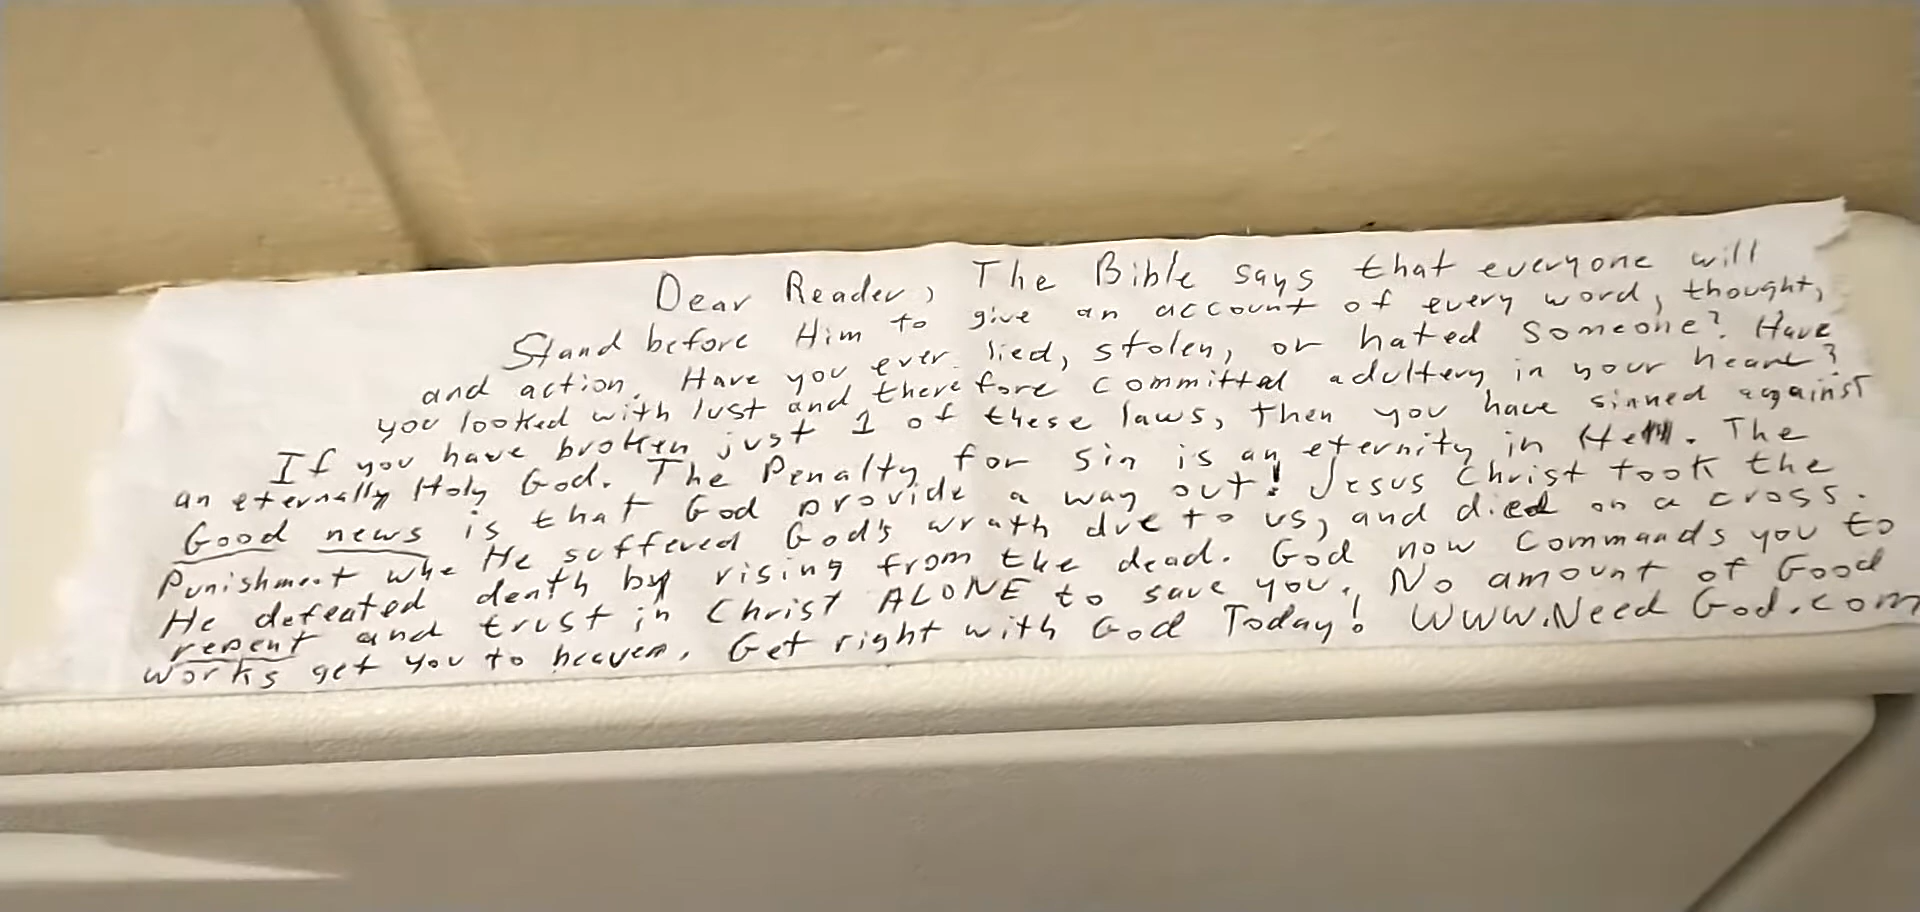 Dear Reader, The Bible says that everyone will
Stand before Him to give an account of every word, thought,
and action. Have you ever lied, stolen, or hated someone? Have
you looked with lust and therefore committed adultery in your heart?
If you have broken just 1 of these laws, then you have sinned against
an eternally Holy God. The Penalty for sin is an eternity in Hell. The
Good news is that God provide a way out! Jesus Christ took the
Punishment whe He suffered God's wrath due to us, and died on a cross.
He defeated death by rising from the dead. God now commands you to
repent and trust in Christ ALONE to save you. No amount of Good
works get you to heaven. Get right with God Today! WWW.Need God.com